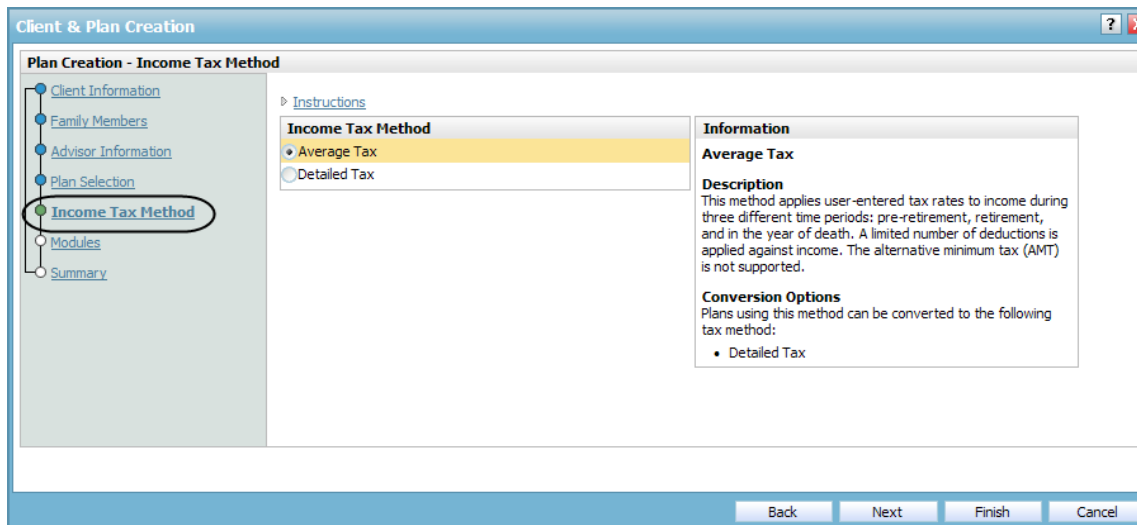 Client & Plan Creation
?
Plan Creation - Income Tax Method
Client Information
Family Members
Advisor Information
Plan Selection
Income Tax Method
Modules
Summary
Instructions
Income Tax Method
Average Tax
Detailed Tax
Information
Average Tax
Description
This method applies user-entered tax rates to income during
three different time periods: pre-retirement, retirement,
and in the year of death. A limited number of deductions is
applied against income. The alternative minimum tax (AMT)
is not supported.
Conversion Options
Plans using this method can be converted to the following
tax method:
• Detailed Tax
Back
Next
Finish
Cancel